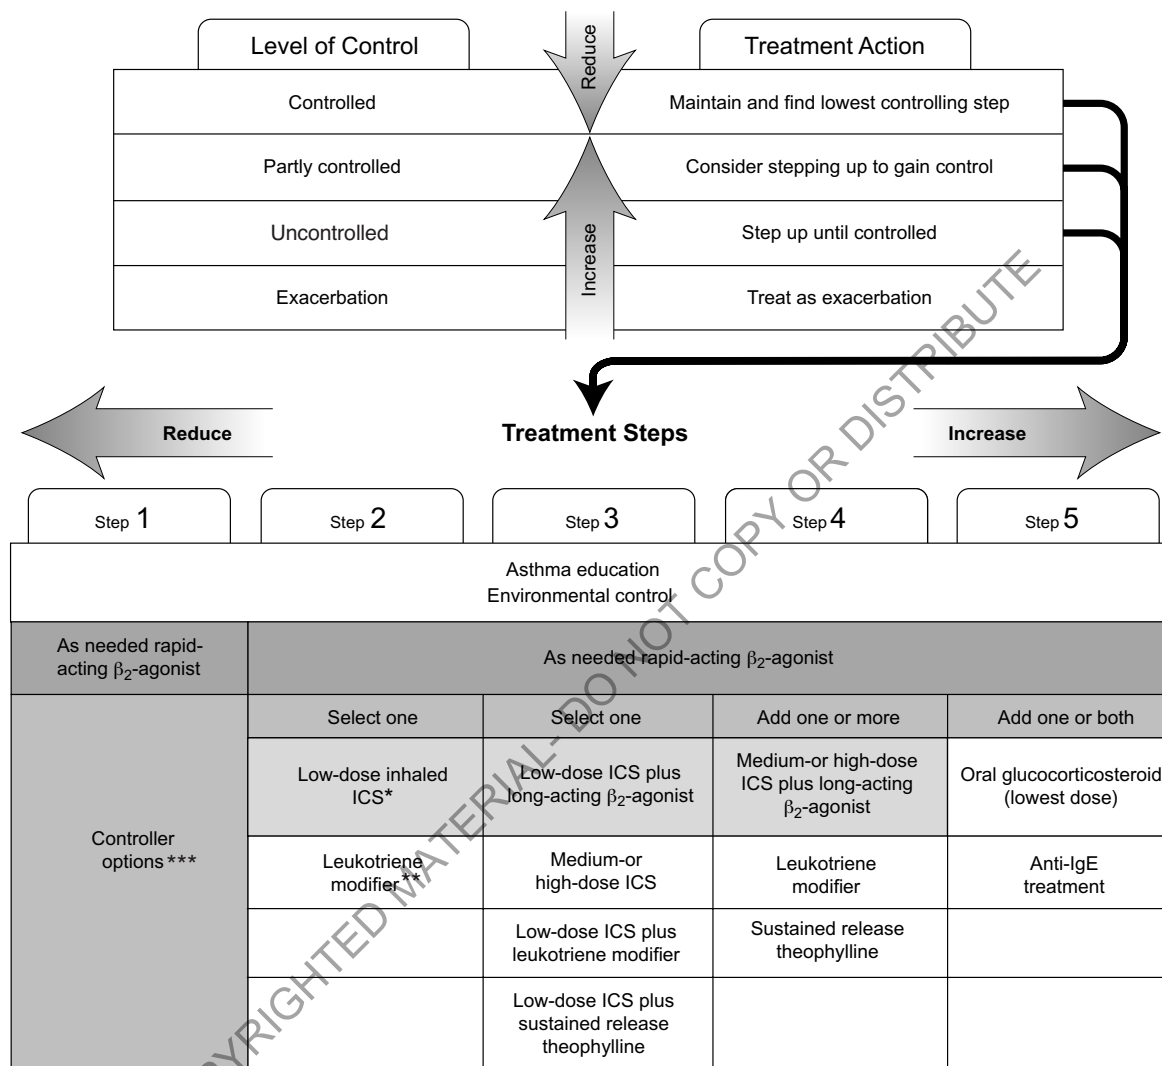 Level of Control
Reduce
Treatment Action
Controlled
Maintain and find lowest controlling step
Partly controlled
Consider stepping up to gain control
Uncontrolled
Increase
Step up until controlled
Exacerbation
Treat as exacerbation
Reduce
Treatment Steps
Increase
Step 1
Step 2
Step 3
Step 4
Step 5
Asthma education
Environmental control
As needed rapid-
acting β₂-agonist
As needed rapid-acting β₂-agonist
Controller
options***
Select one
Select one
Add one or more
Add one or both
Low-dose inhaled
ICS*
Low-dose ICS plus
long-acting β₂-agonist
Medium-or high-dose
ICS plus long-acting
β₂-agonist
Oral glucocorticosteroid
(lowest dose)
Leukotriene
modifier**
Medium-or
high-dose ICS
Leukotriene
modifier
Anti-IgE
treatment
Low-dose ICS plus
leukotriene modifier
Sustained release
theophylline
Low-dose ICS plus
sustained release
theophylline
MATERIAL- DO NOT COPY OR DISTRIBUTE